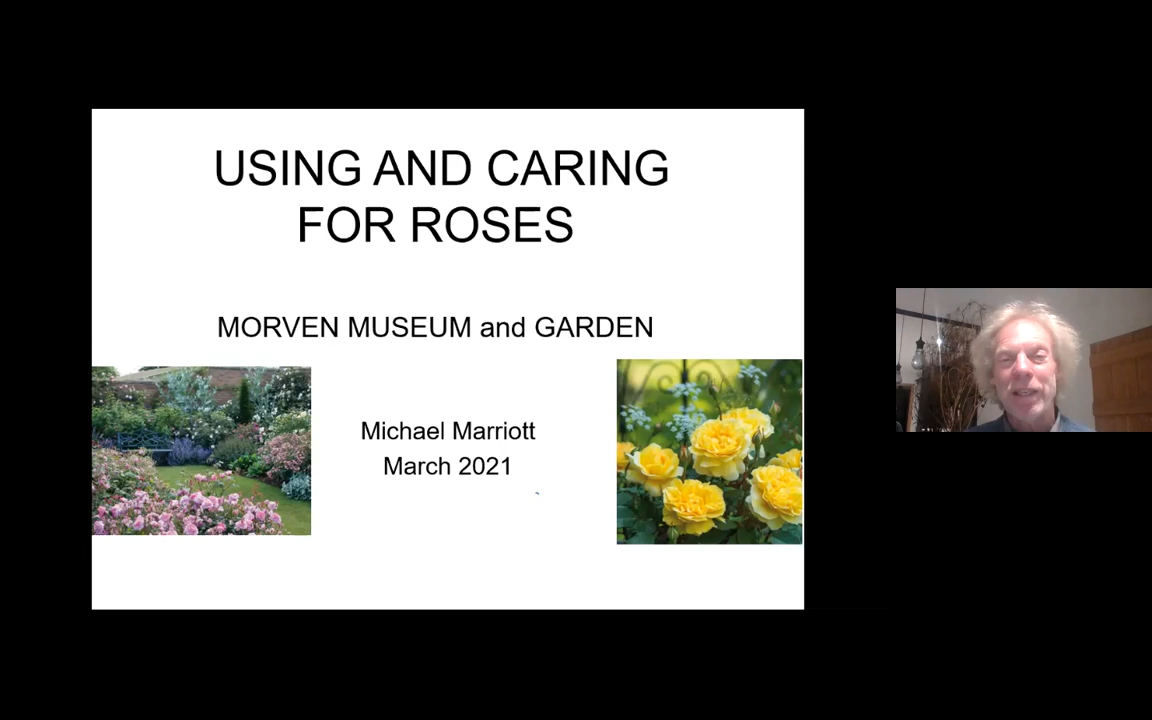 USING AND CARING
FOR ROSES
MORVEN MUSEUM and GARDEN
Michael Marriott
March 2021